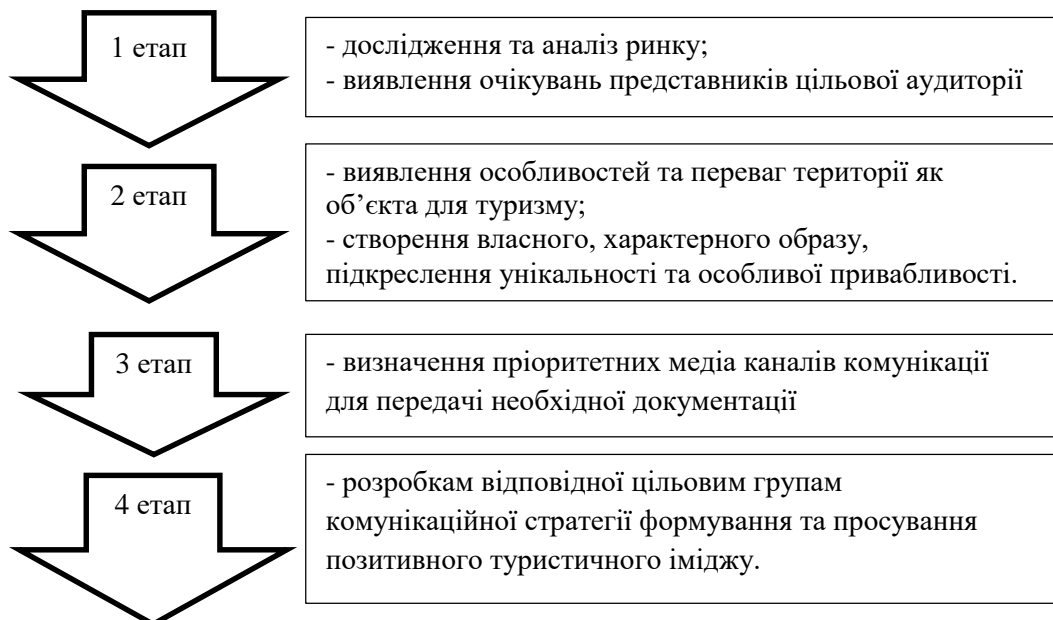 1 етап
- дослідження та аналіз ринку;
- виявлення очікувань представників цільової аудиторії
2 етап
- виявлення особливостей та переваг території як
об’єкта для туризму;
- створення власного, характерного образу,
підкреслення унікальності та особливої привабливості.
3 етап
- визначення пріоритетних медіа каналів комунікації
для передачі необхідної документації
4 етап
- розробкам відповідної цільовим групам
комунікаційної стратегії формування та просування
позитивного туристичного іміджу.